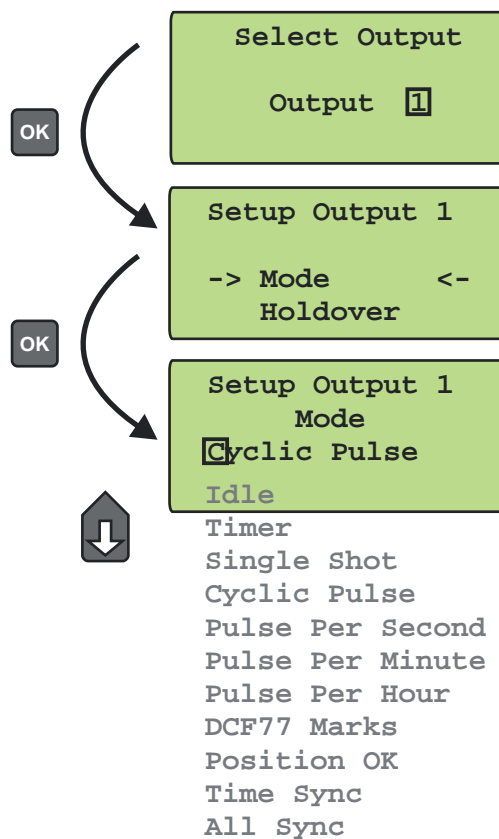 Select Output
Output 1
OK
Setup Output 1
-> Mode <-
Holdover
OK
Setup Output 1
Mode
Cyclic Pulse
Idle
Timer
Single Shot
Cyclic Pulse
Pulse Per Second
Pulse Per Minute
Pulse Per Hour
DCF77 Marks
Position OK
Time Sync
All Sync